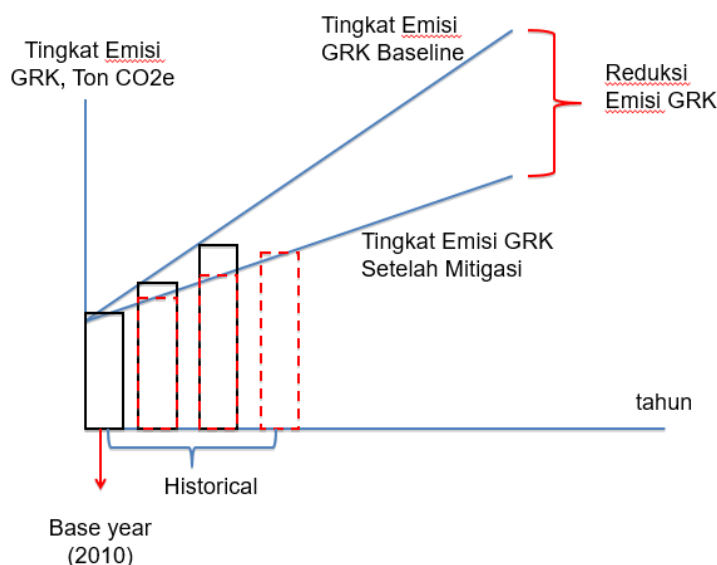 Tingkat Emisi
GRK, Ton CO2e
Tingkat Emisi
GRK Baseline
Reduksi
Emisi GRK
Tingkat Emisi GRK
Setelah Mitigasi
tahun
Historical
Base year
(2010)